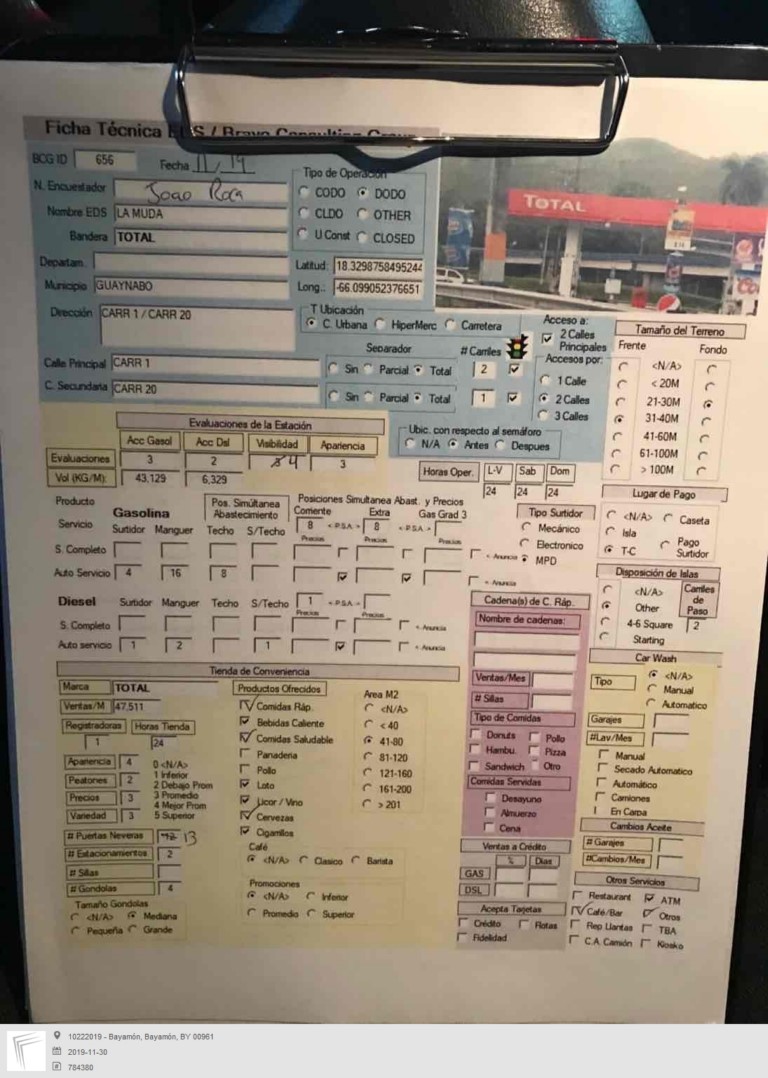 Ficha Técnica E S / Bravo Consulting Group
BCG ID 656 Fecha 11/19
N. Encuestador Joao Roca
Nombre EDS LA MUDA
Bandera TOTAL
Departam.
Municipio GUAYNABO
Dirección CARR 1 / CARR 20
Calle Principal CARR 1
C. Secundaria CARR 20
Tipo de Operación
CODO DODO
CLDO OTHER
U Const CLOSED
Latitud: 18.3298758495244
Long.: -66.099052376651
TOTAL
T Ubicación
C. Urbana HiperMerc Carretera
Separador # Carriles
Sin Parcial Total 2
Sin Parcial Total 1
Acceso a:
2 Calles
Principales
Accesos por:
1 Calle
2 Calles
3 Calles
Tamaño del Terreno
Frente Fondo
<N/A>
< 20M
21-30M
31-40M
41-60M
61-100M
> 100M
Evaluaciones de la Estación
Acc Gasol Acc Dsl Visibilidad Apariencia
Evaluaciones 3 2 4 3
Vol (KG/M): 43,129 6,329
Ubic. con respecto al semáforo
N/A Antes Despues
Horas Oper. L-V Sab Dom
24 24 24
Producto
Servicio
Gasolina
Surtidor Manguer
Pos. Simúltanea
Abastecimiento
Techo S/Techo
Posiciones Simultanea Abast. y Precios
Corriente Extra Gas Grad 3
8 < PSA > 8 < PSA >
Precios Precios Precios
S. Completo < Anuncia
Auto Servicio 4 16 8 < Anuncia
Tipo Surtidor
Mecánico
Electronico
MPD
Lugar de Pago
<N/A> Caseta
Isla
T-C Pago
Surtidor
Diesel Surtidor Manguer Techo S/Techo 1 < PSA >
Precios Precios
S. Completo < Anuncia
Auto servicio 1 2 1 < Anuncia
Disposición de Islas
<N/A>
Other
4-6 Square
Starting
Carriles
de
Paso
2
Cadena(s) de C. Ráp.
Nombre de cadenas:
Ventas/Mes
# Sillas
Tipo de Comidas
Donuts Pollo
Hambu. Pizza
Sandwich Otro
Comidas Servidas
Desayuno
Almuerzo
Cena
Car Wash
Tipo <N/A>
Manual
Automatico
Garajes
#Lav/Mes
Manual
Secado Automatico
Automático
Camiones
En Carpa
Cambios Aceite
# Garajes
#Cambios/Mes
Tienda de Conveniencia
Marca TOTAL
Ventas/M 47,511
Registradoras Horas Tienda
1 24
Apariencia 4
Peatones 2
Precios 3
Variedad 3
0 <N/A>
1 Inferior
2 Debajo Prom
3 Promedio
4 Mejor Prom
5 Superior
# Puertas Neveras 13
# Estacionamientos 2
# Sillas
# Gondolas 4
Tamaño Gondolas
<N/A> Mediana
Pequeña Grande
Productos Ofrecidos
Comidas Ráp.
Bebidas Caliente
Comidas Saludable
Panaderia
Pollo
Loto
Licor / Vino
Cervezas
Cigarrillos
Area M2
<N/A>
< 40
41-80
81-120
121-160
161-200
> 201
Café
<N/A> Clasico Barista
Promociones
<N/A> Inferior
Promedio Superior
Ventas a Crédito
% Dias
GAS
DSL
Acepta Tarjetas
Crédito Flotas
Fidelidad
Otros Servicios
Restaurant ATM
Café/Bar Otros
Rep Llantas TBA
C.A. Camión Kiosko
10222019 - Bayamón, Bayamón, BY 00961
2019-11-30
784380